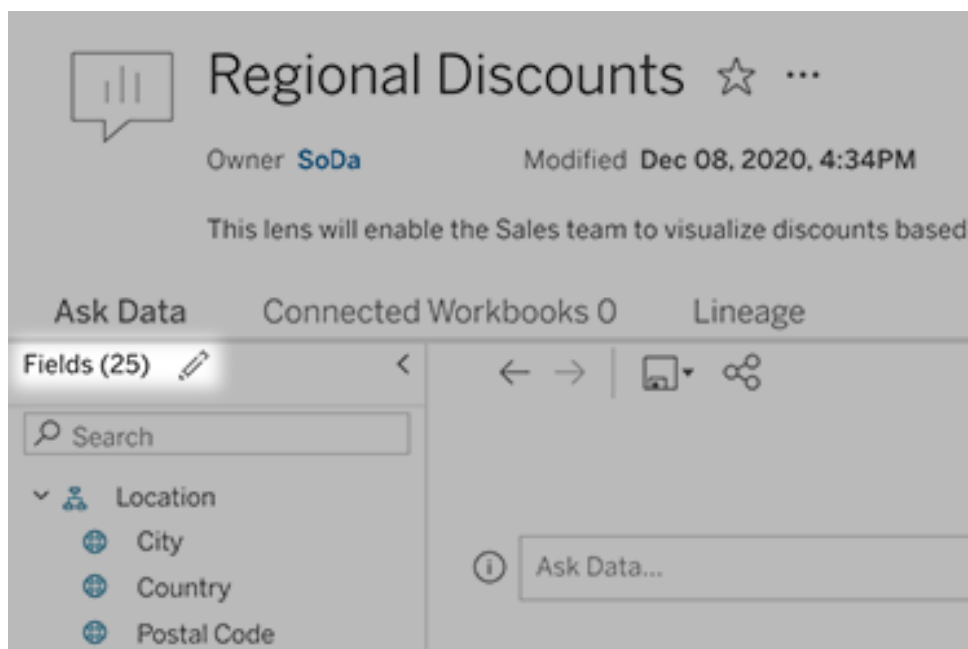 Regional Discounts
Owner SoDa Modified Dec 08, 2020, 4:34PM
This lens will enable the Sales team to visualize discounts based
Ask Data Connected Workbooks 0 Lineage
Fields (25)
Search
Location
City
Ask Data...
Country
Postal Code